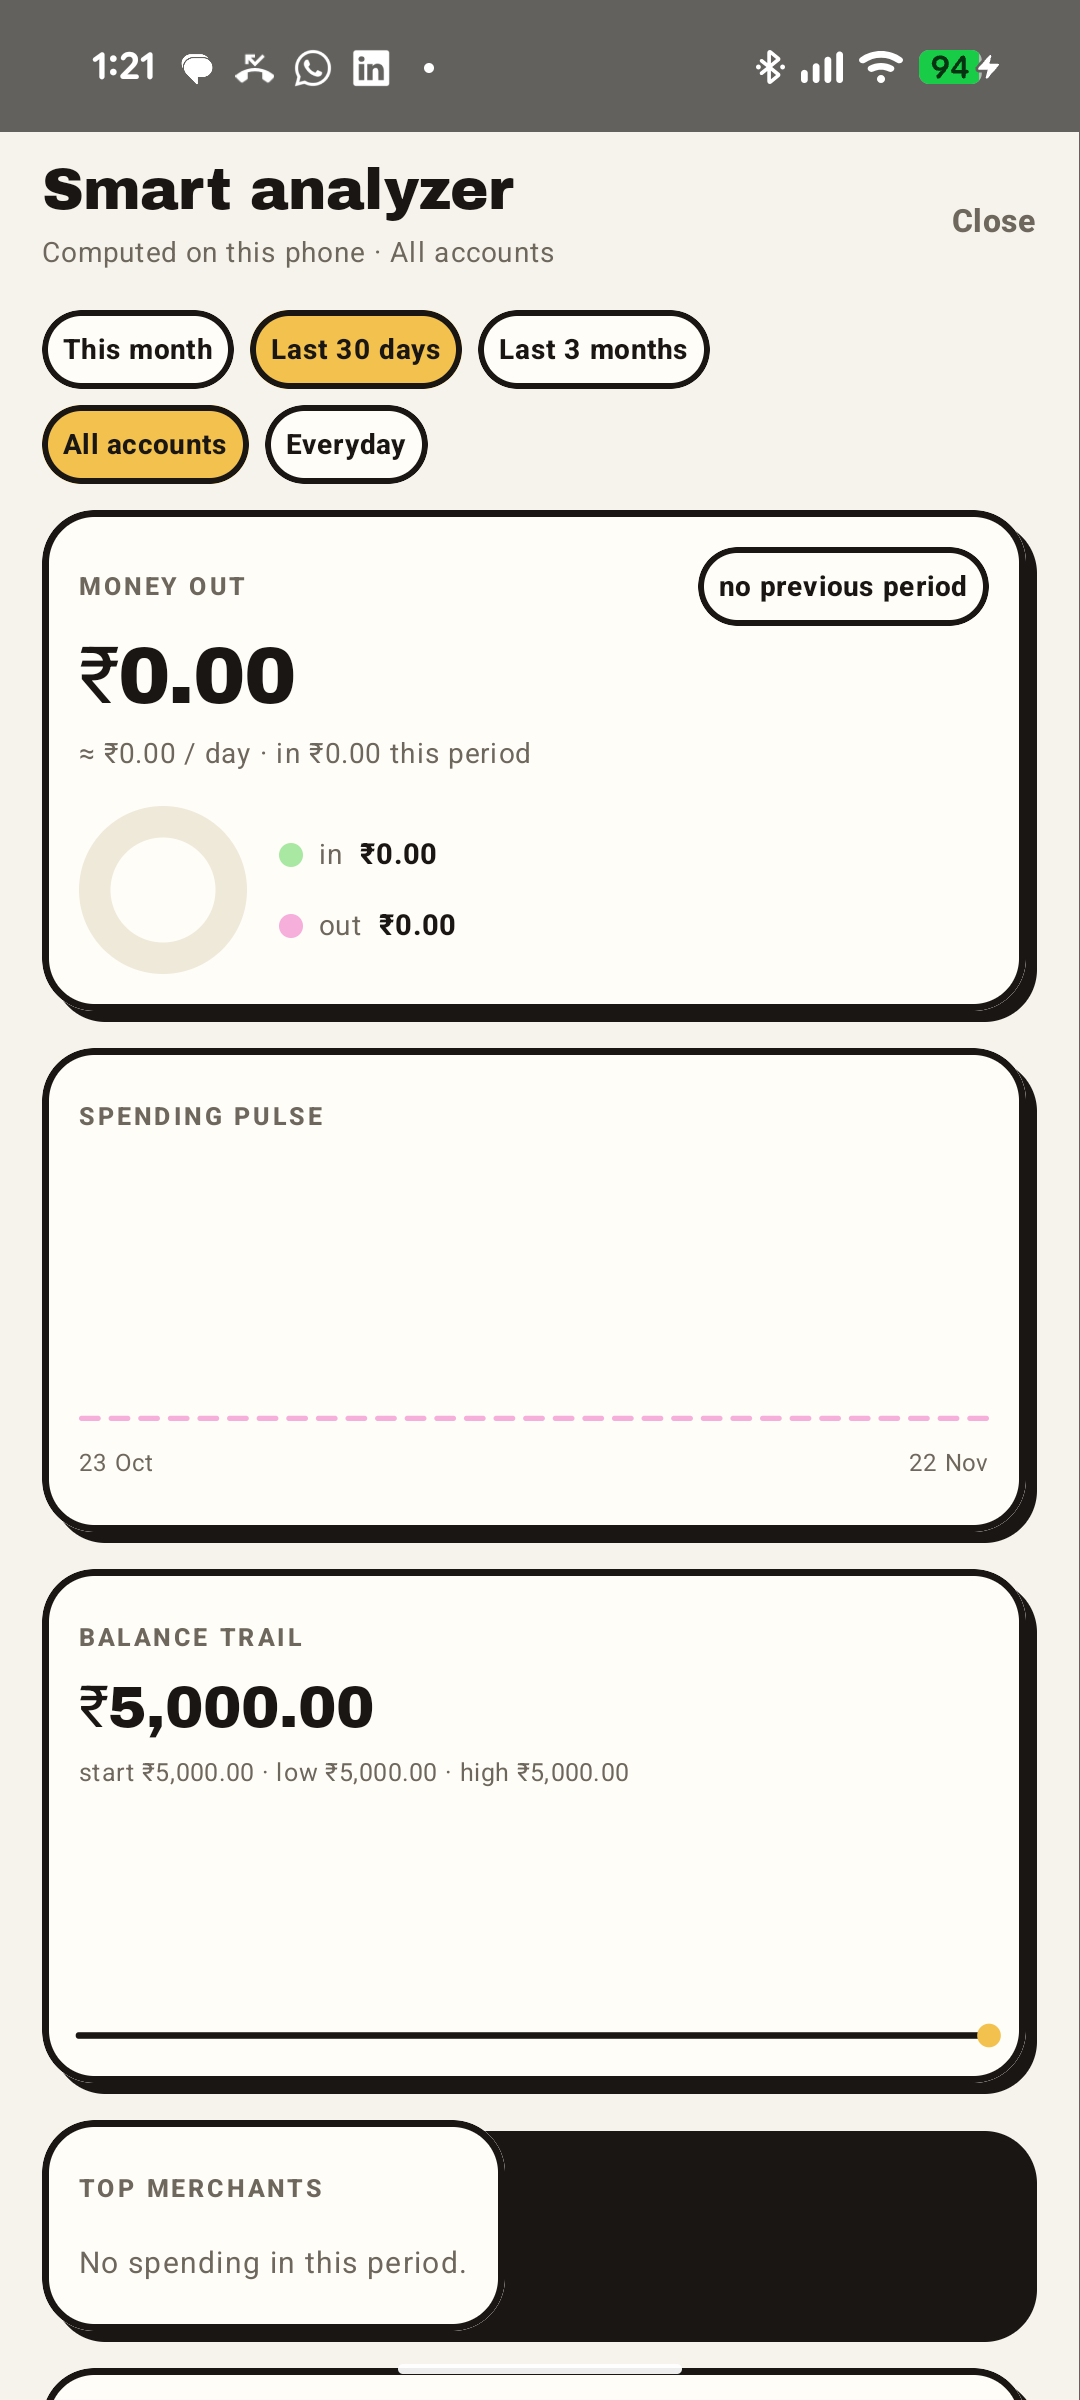 1:21
94
Smart analyzer
Close
Computed on this phone · All accounts
This month
Last 30 days
Last 3 months
All accounts
Everyday
MONEY OUT
no previous period
₹0.00
≈ ₹0.00 / day · in ₹0.00 this period
in ₹0.00
out ₹0.00
SPENDING PULSE
23 Oct
22 Nov
BALANCE TRAIL
₹5,000.00
start ₹5,000.00 · low ₹5,000.00 · high ₹5,000.00
TOP MERCHANTS
No spending in this period.